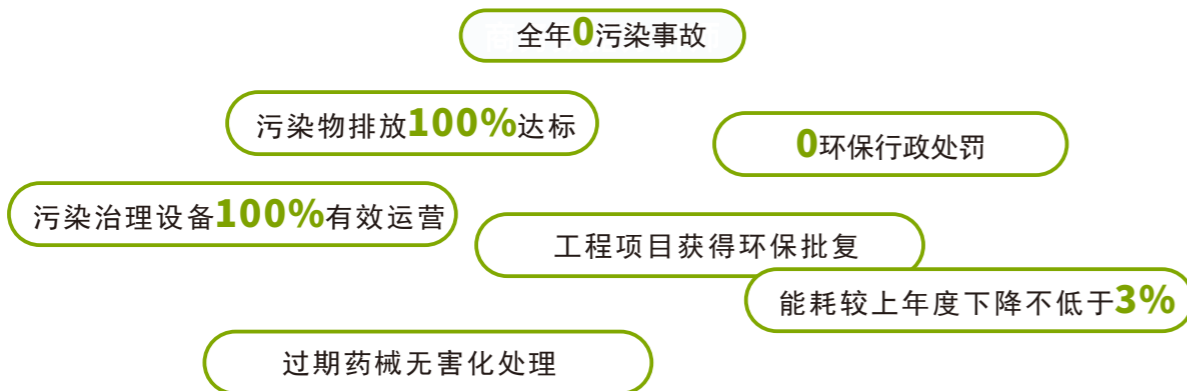 全年0污染事故
污染物排放100%达标
0环保行政处罚
污染治理设备100%有效运营
工程项目获得环保批复
能耗较上年度下降不低于3%
过期药械无害化处理